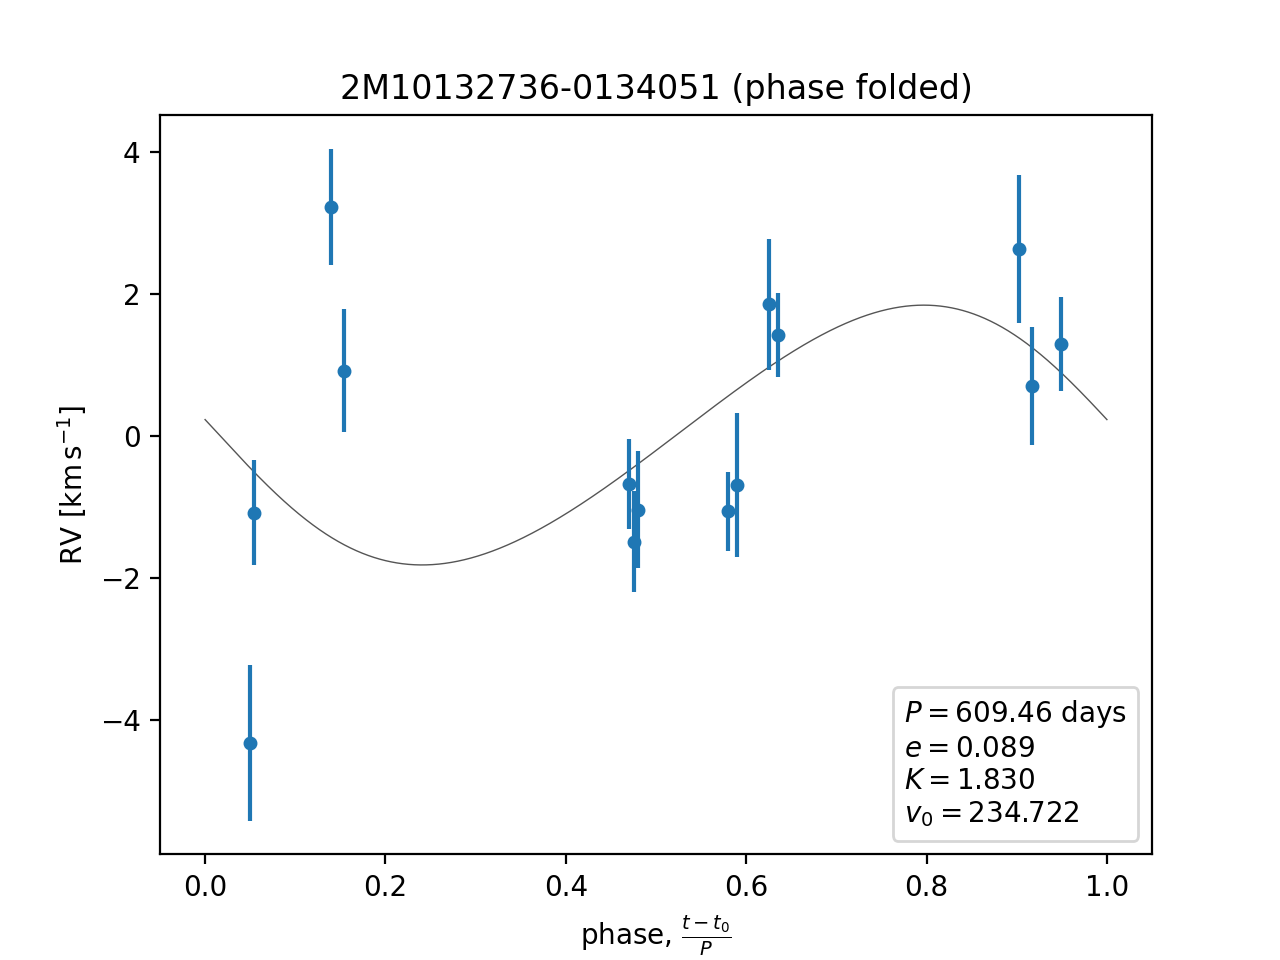 2M10132736-0134051 (phase folded)
RV [km s⁻¹]
4
2
0
−2
−4
P = 609.46 days
e = 0.089
K = 1.830
v₀ = 234.722
0.0 0.2 0.4 0.6 0.8 1.0
phase, (t − t₀)/P